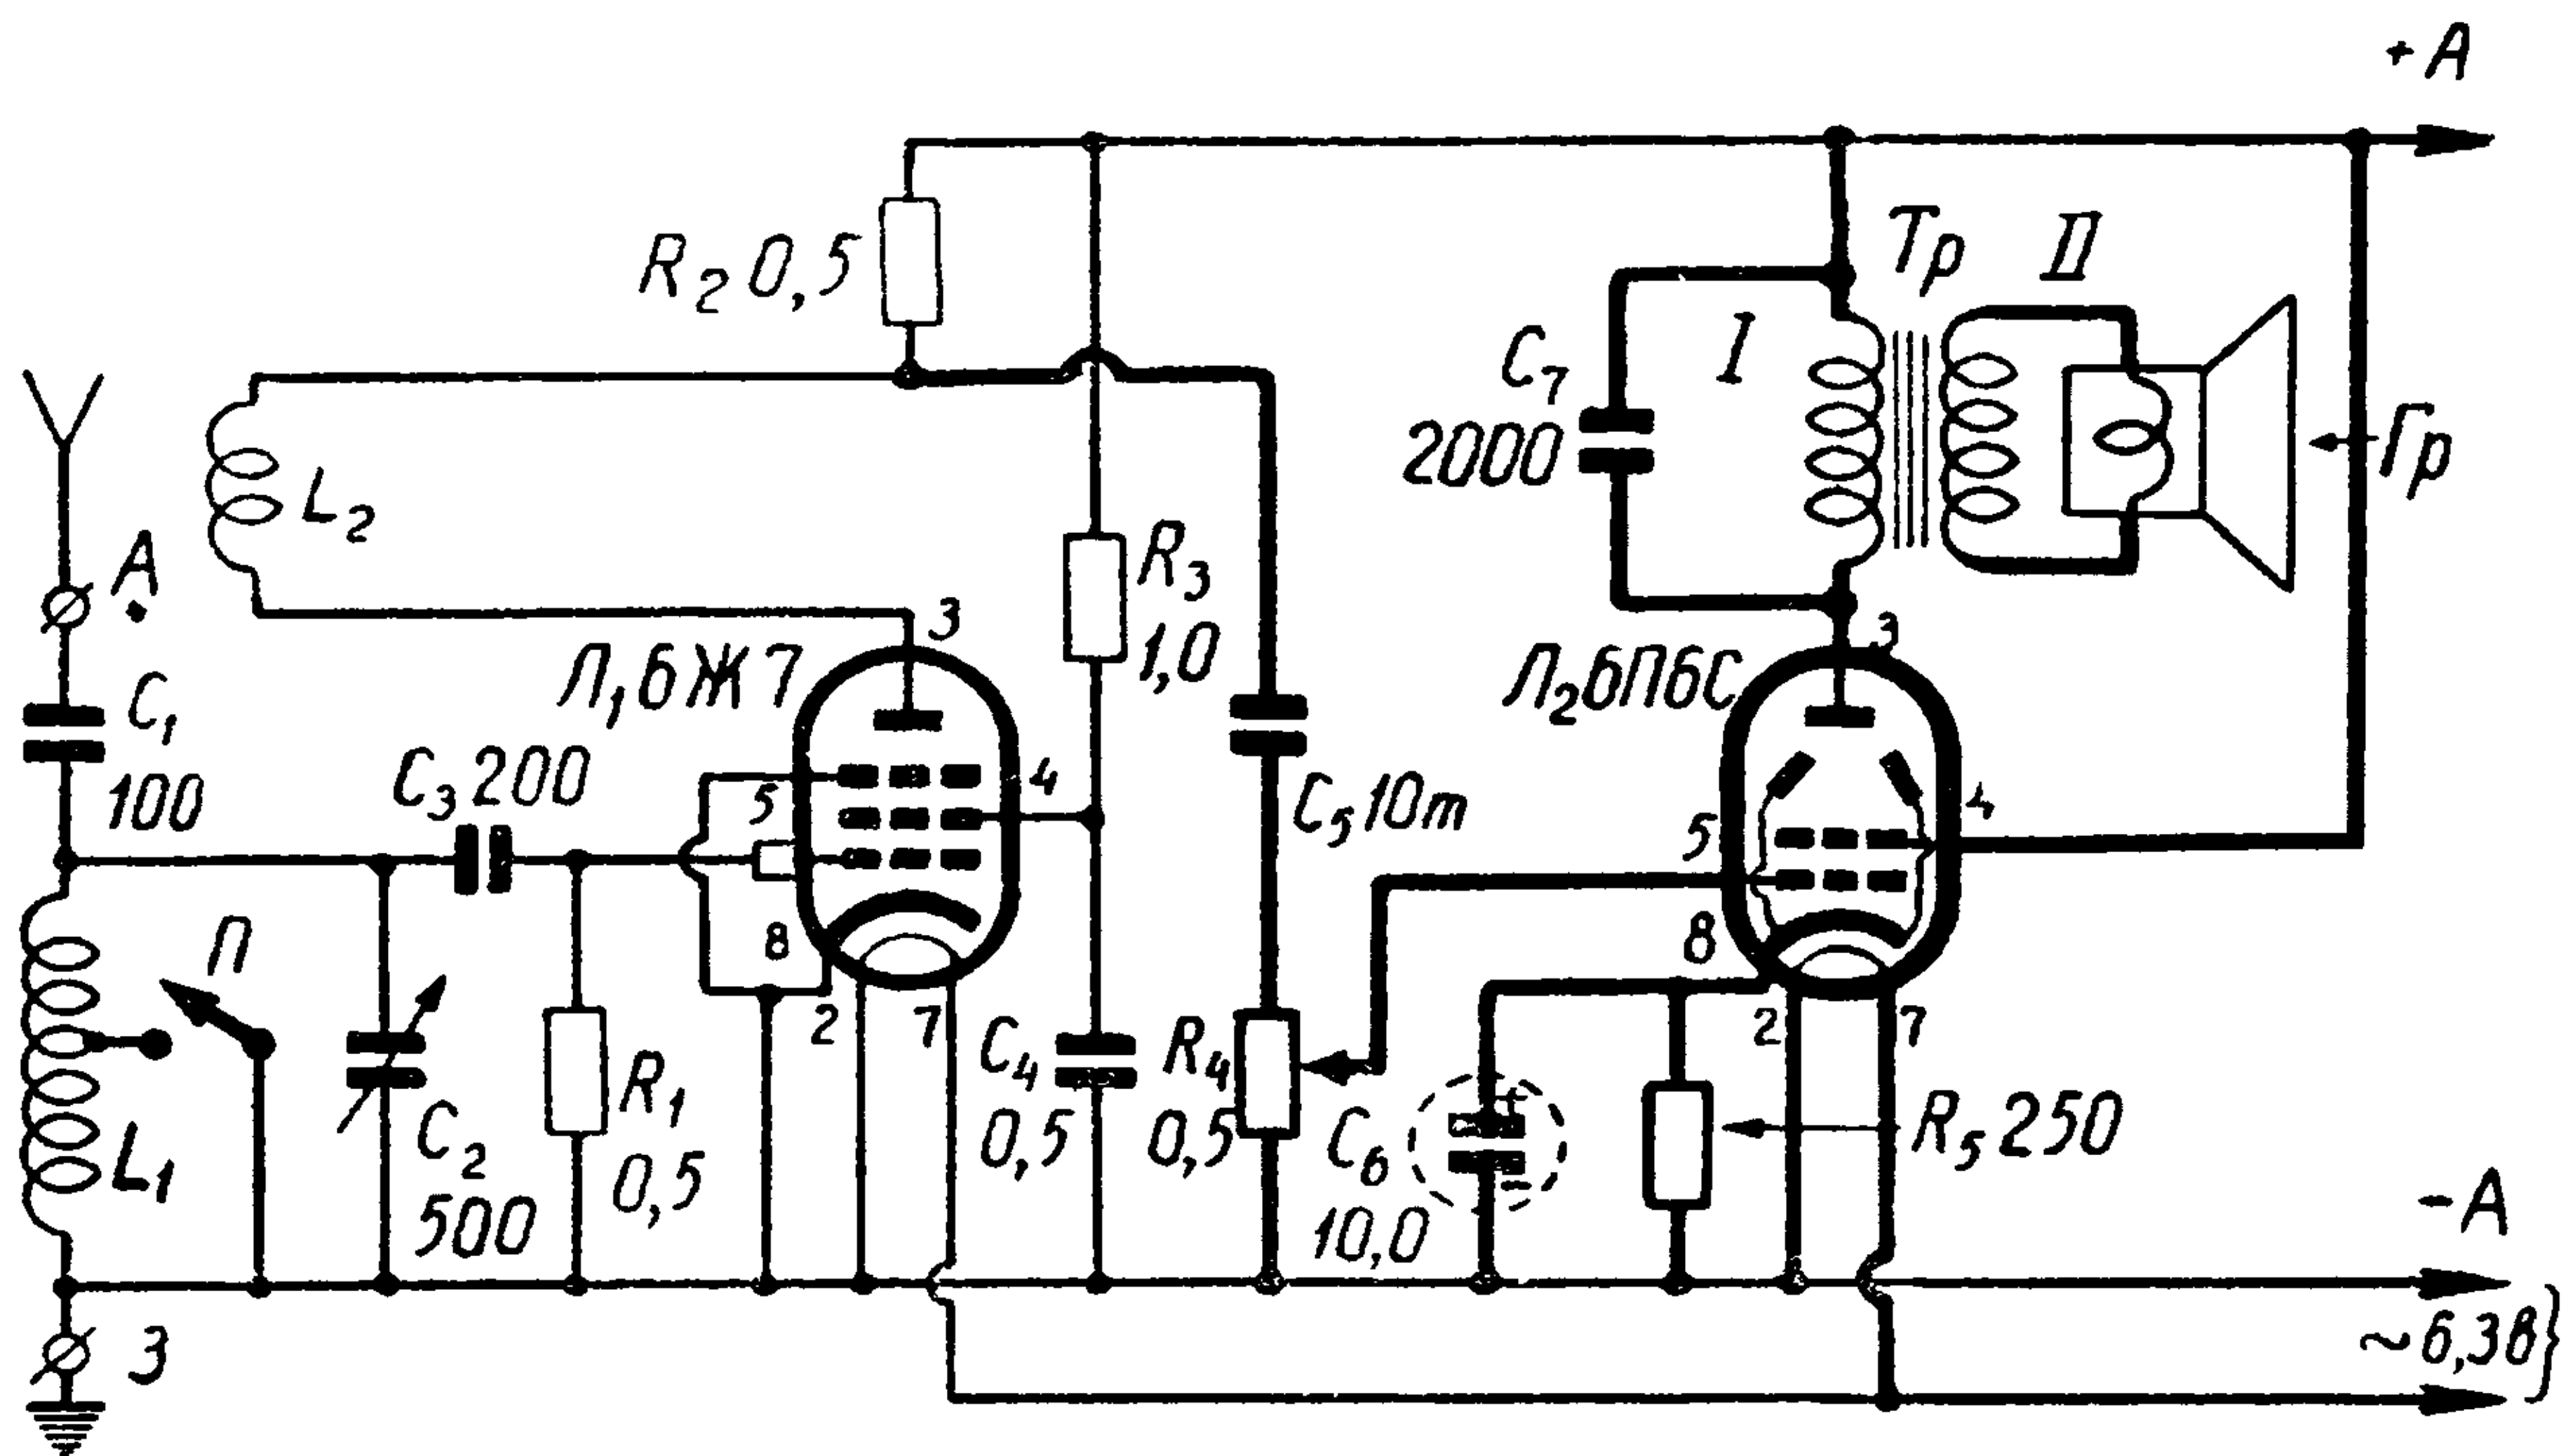 + А
R₂ 0,5
Тр
I
II
C₇
2000
Гр
L₂
А
R₃
1,0
3
3
Л₁ 6Ж7
Л₂ 6П6С
C₁
100
C₃ 200
5
4
C₅ 10т
5
4
8
8
П
2
7
2
7
L₁
C₂
500
R₁
0,5
C₄
0,5
R₄
0,5
C₆
10,0
+
−
R₅ 250
− А
З
~6,3в}